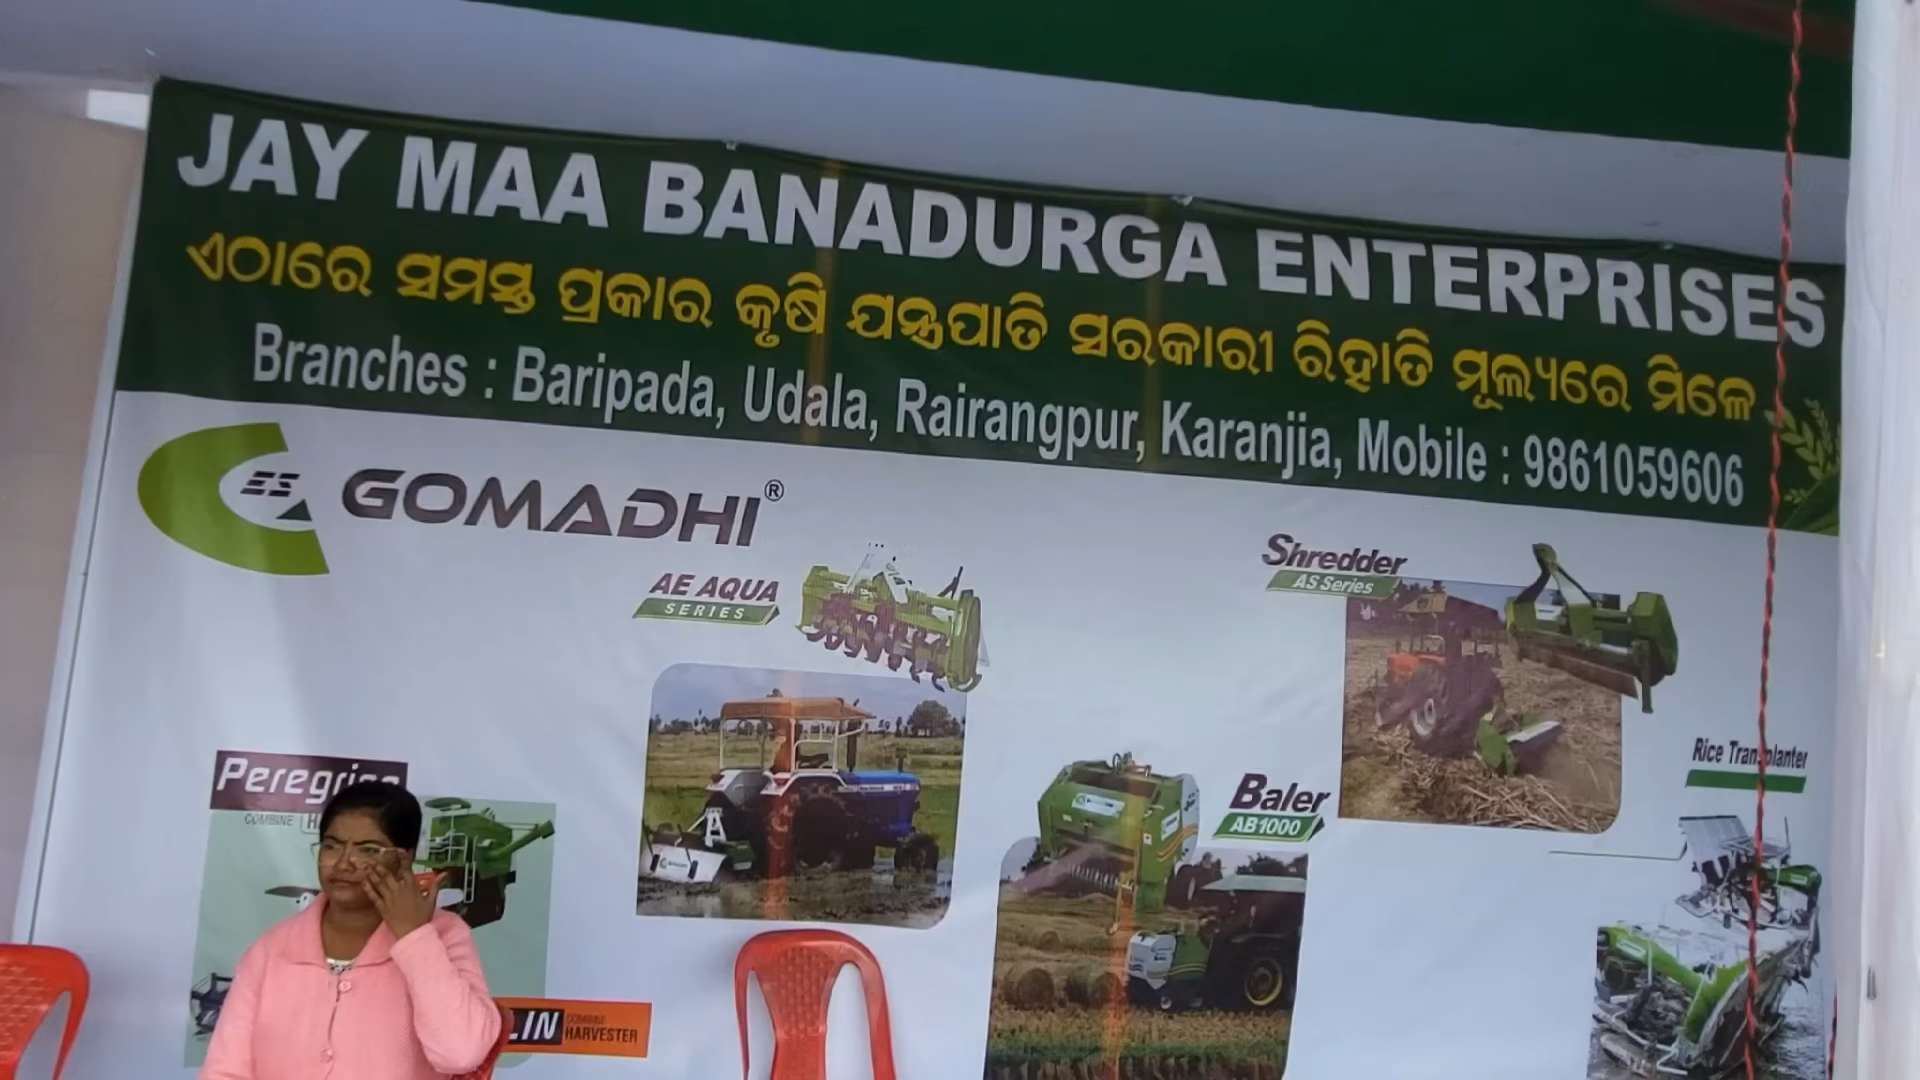 JAY MAA BANADURGA ENTERPRISES
ଏଠାରେ ସମସ୍ତ ପ୍ରକାର କୃଷି ଯନ୍ତ୍ରପାତି ସରକାରୀ ରିହାତି ମୂଲ୍ୟରେ ମିଳେ
Branches : Baripada, Udala, Rairangpur, Karanjia, Mobile : 9861059606
ES GOMADHI®
AE AQUA
SERIES
Shredder
AS Series
Rice Transplanter
Baler
AB1000
COMBINE
COMBINE
HARVESTER